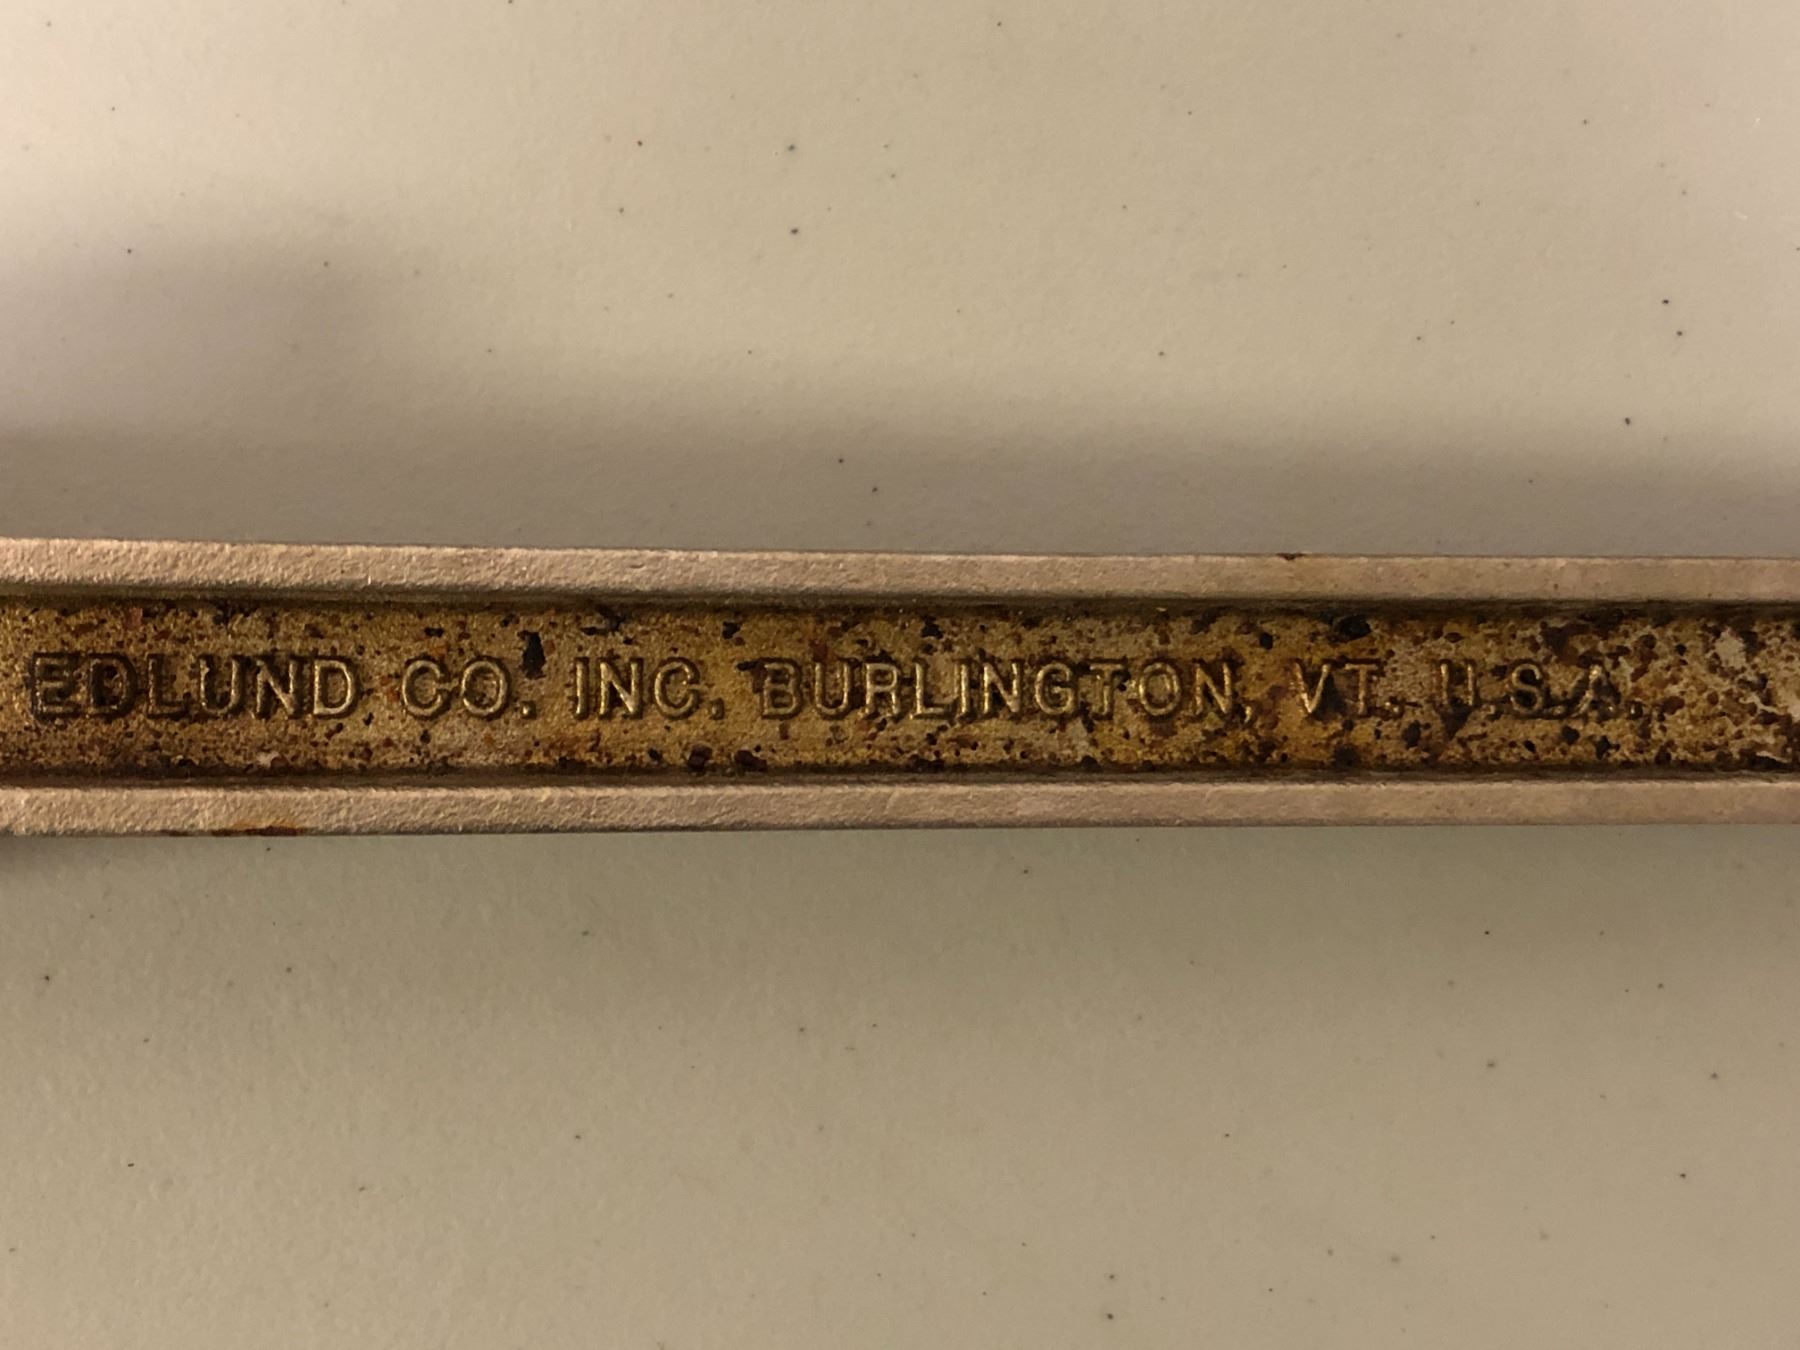 EDLUND CO. INC. BURLINGTON, VT. U.S.A.